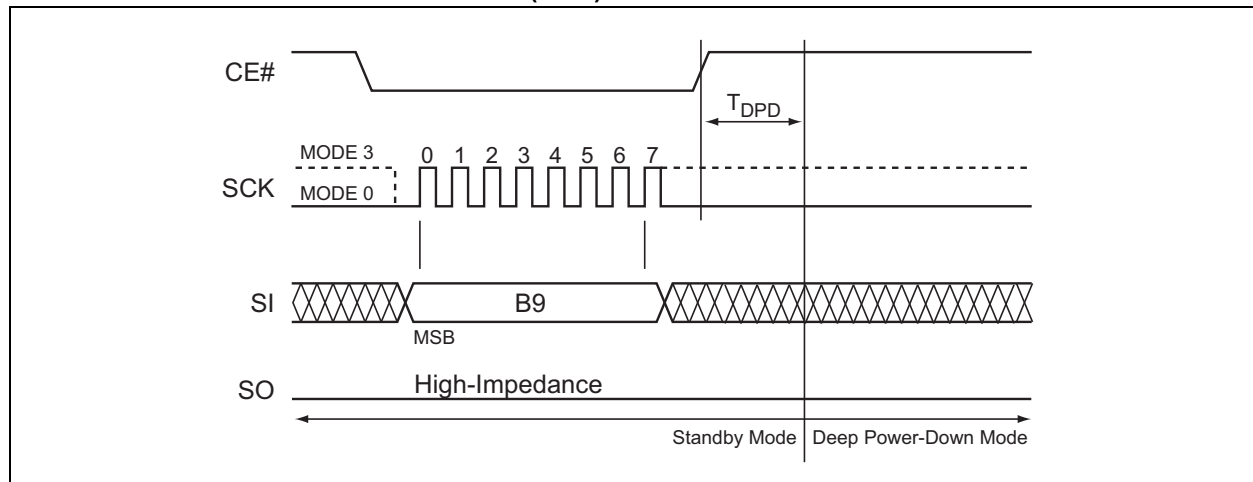 CE#
T_DPD
MODE 3
0 1 2 3 4 5 6 7
SCK
MODE 0
SI
B9
MSB
SO
High-Impedance
Standby Mode
Deep Power-Down Mode